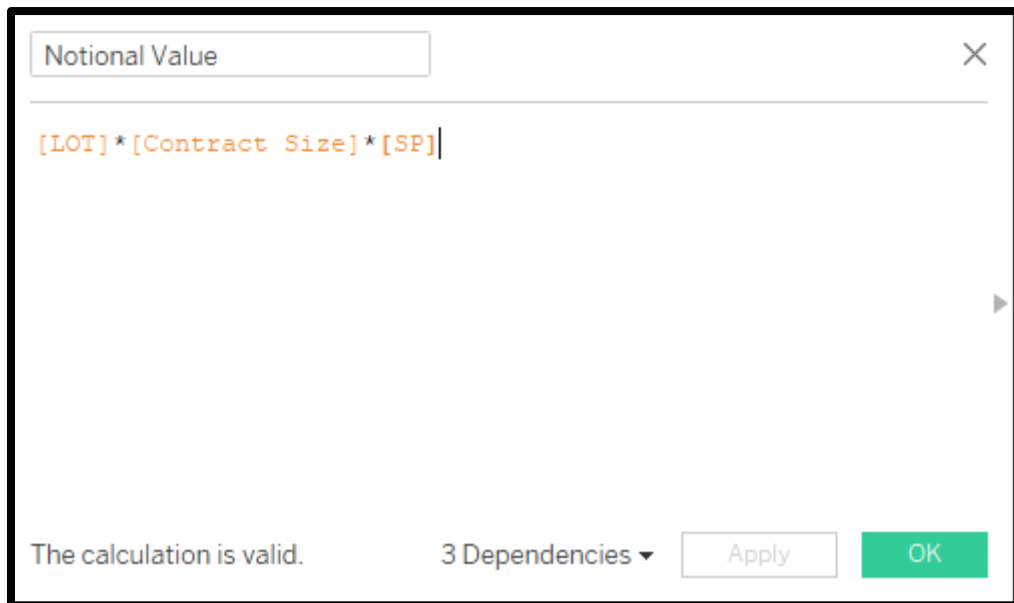 Notional Value
[LOT]*[Contract Size]*[SP]
The calculation is valid. 3 Dependencies Apply OK